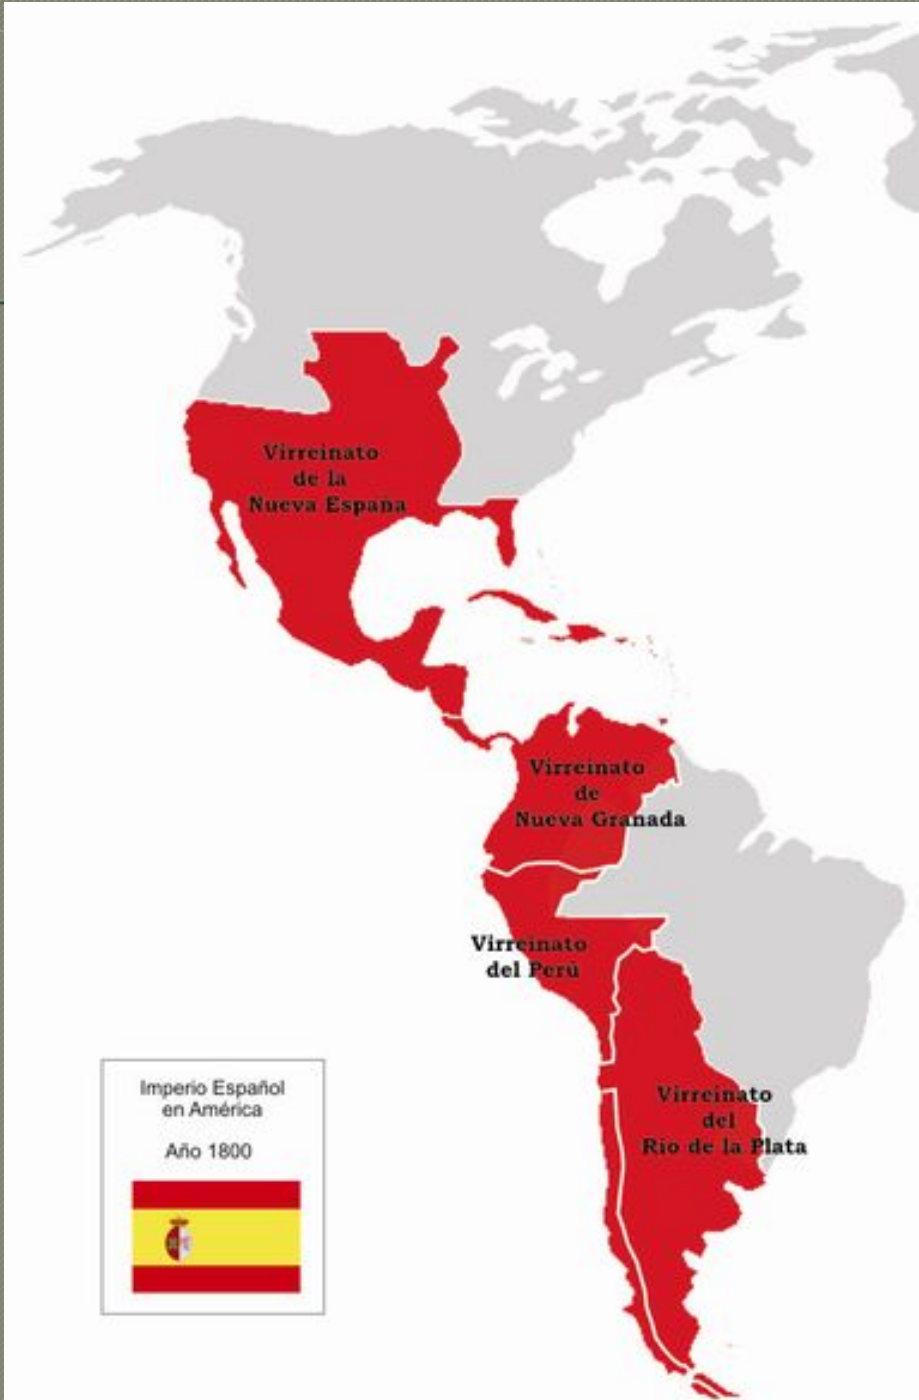 Virreinato
de la
Nueva España
Virreinato
de
Nueva Granada
Virreinato
del Perú
Virreinato
del
Río de la Plata
Imperio Español
en América
Año 1800